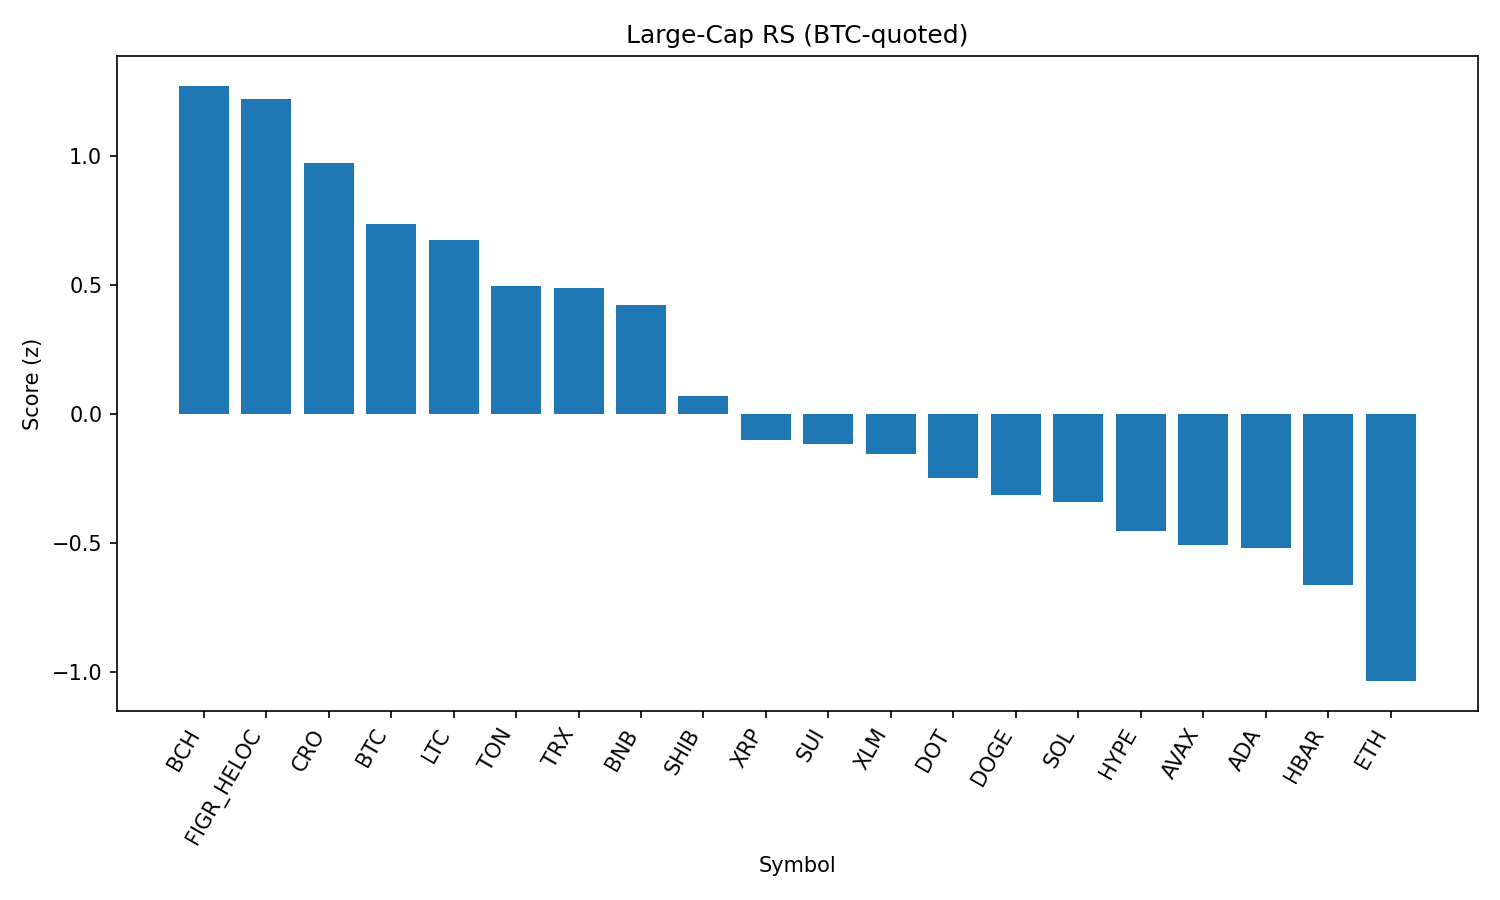 Large-Cap RS (BTC-quoted)
Score (z)
1.0
0.5
0.0
−0.5
−1.0
BCH
FIGR_HELOC
CRO
BTC
LTC
TON
TRX
BNB
SHIB
XRP
SUI
XLM
DOT
DOGE
SOL
HYPE
AVAX
ADA
HBAR
ETH
Symbol